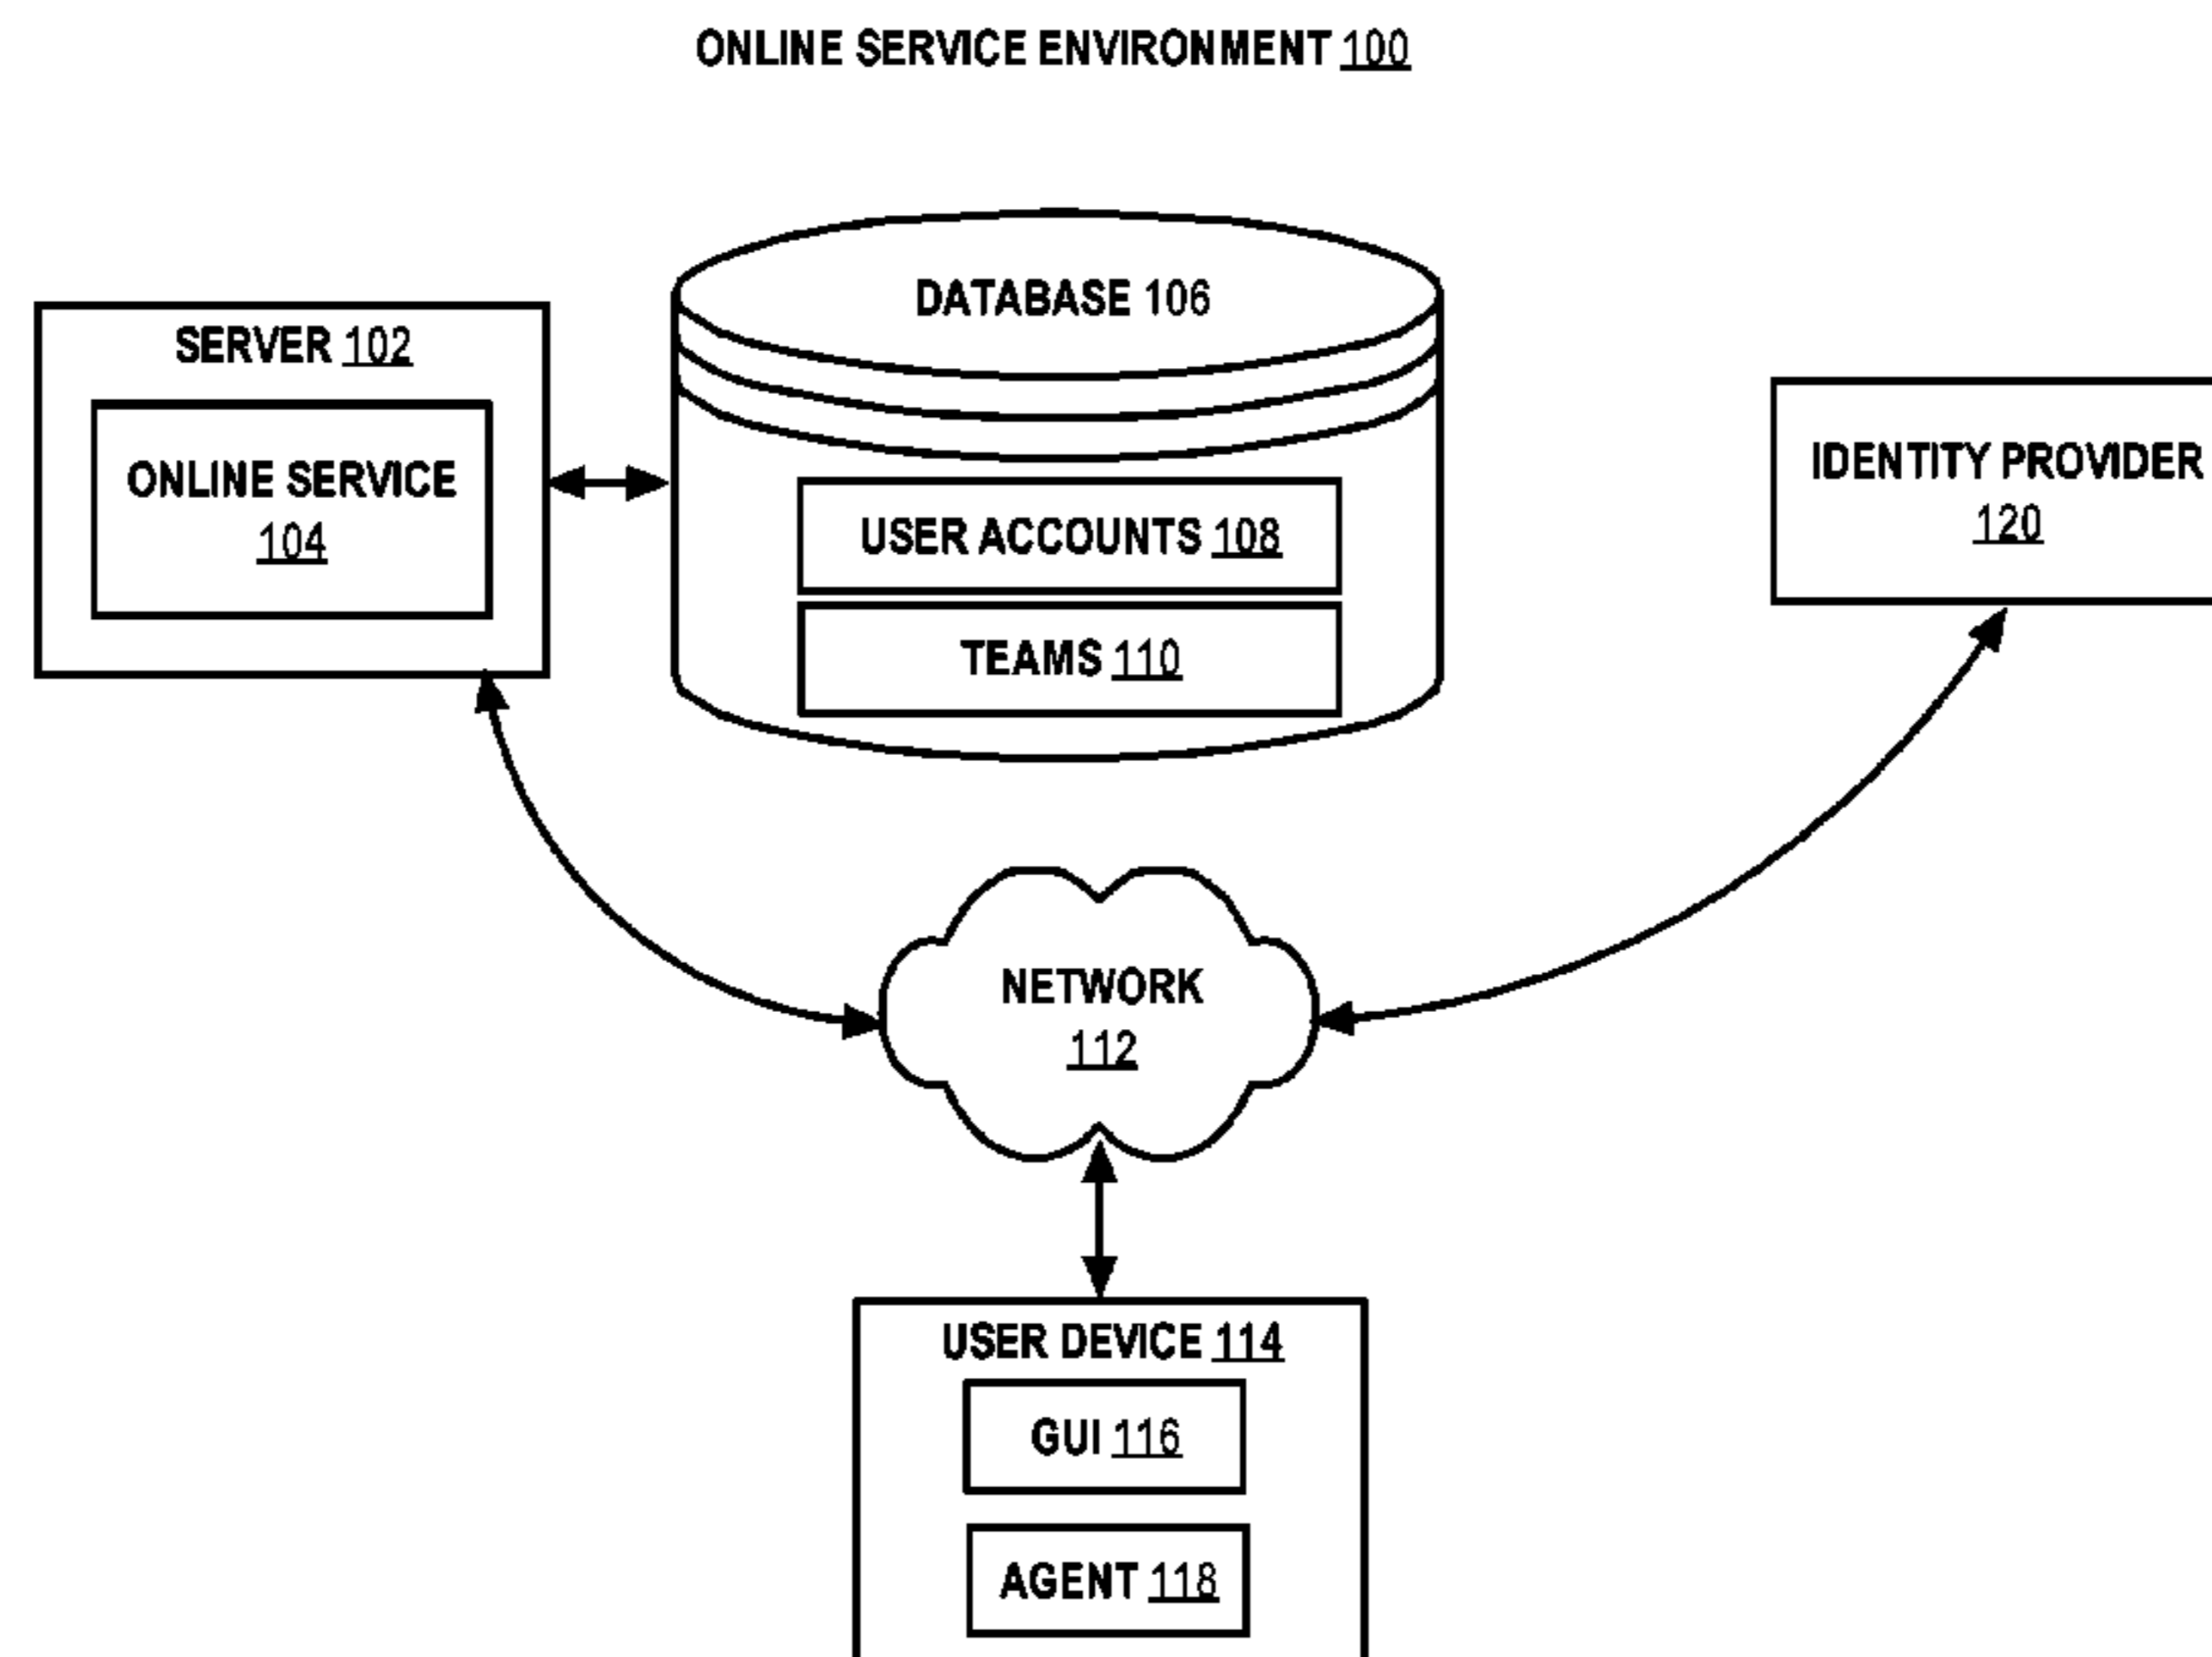 ONLINE SERVICE ENVIRONMENT 100
SERVER 102
ONLINE SERVICE
104
DATABASE 106
USER ACCOUNTS 108
TEAMS 110
IDENTITY PROVIDER
120
NETWORK
112
USER DEVICE 114
GUI 116
AGENT 118